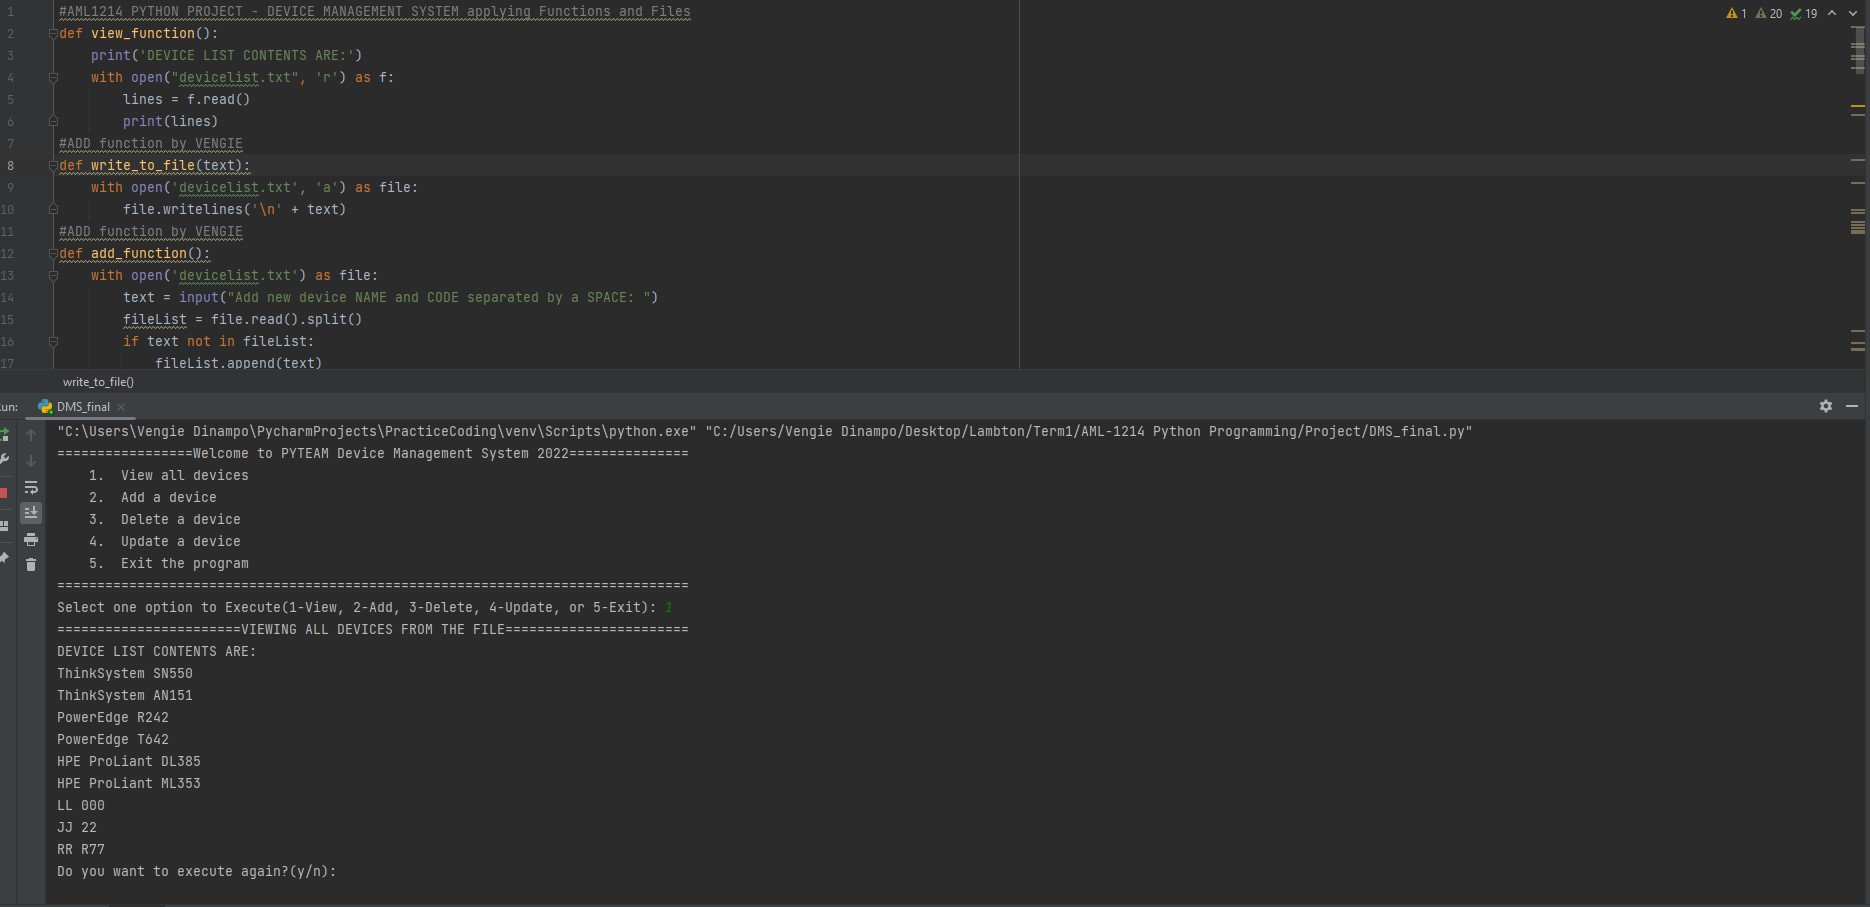 1 #AML1214 PYTHON PROJECT - DEVICE MANAGEMENT SYSTEM applying Functions and Files
1 20 19
2 def view_function():
3 print('DEVICE LIST CONTENTS ARE:')
4 with open("devicelist.txt", 'r') as f:
5 lines = f.read()
6 print(lines)
7 #ADD function by VENGIE
8 def write_to_file(text):
9 with open('devicelist.txt', 'a') as file:
10 file.writelines('\n' + text)
11 #ADD function by VENGIE
12 def add_function():
13 with open('devicelist.txt') as file:
14 text = input("Add new device NAME and CODE separated by a SPACE: ")
15 fileList = file.read().split()
16 if text not in fileList:
17 fileList.append(text)
write_to_file()
un: DMS_final
"C:\Users\Vengie Dinampo\PycharmProjects\PracticeCoding\venv\Scripts\python.exe" "C:/Users/Vengie Dinampo/Desktop/Lambton/Term1/AML-1214 Python Programming/Project/DMS_final.py"
=================Welcome to PYTEAM Device Management System 2022===============
1. View all devices
2. Add a device
3. Delete a device
4. Update a device
5. Exit the program
===============================================================================
Select one option to Execute(1-View, 2-Add, 3-Delete, 4-Update, or 5-Exit): 1
=======================VIEWING ALL DEVICES FROM THE FILE=======================
DEVICE LIST CONTENTS ARE:
ThinkSystem SN550
ThinkSystem AN151
PowerEdge R242
PowerEdge T642
HPE ProLiant DL385
HPE ProLiant ML353
LL 000
JJ 22
RR R77
Do you want to execute again?(y/n):